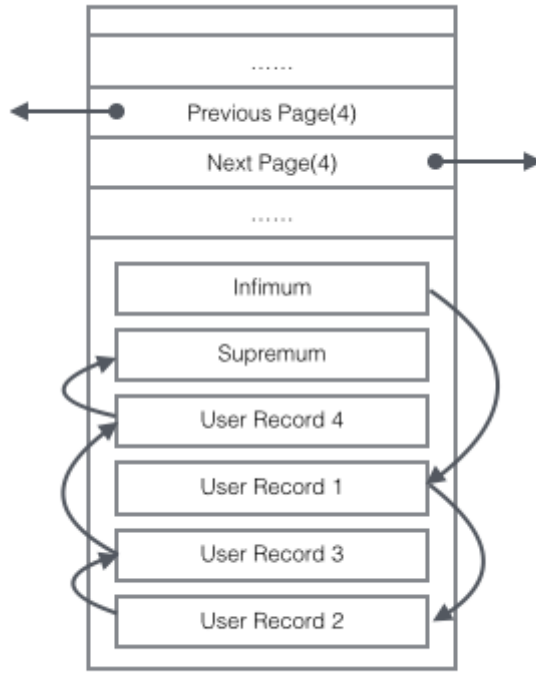 ……
Previous Page(4)
Next Page(4)
……
Infimum
Supremum
User Record 4
User Record 1
User Record 3
User Record 2